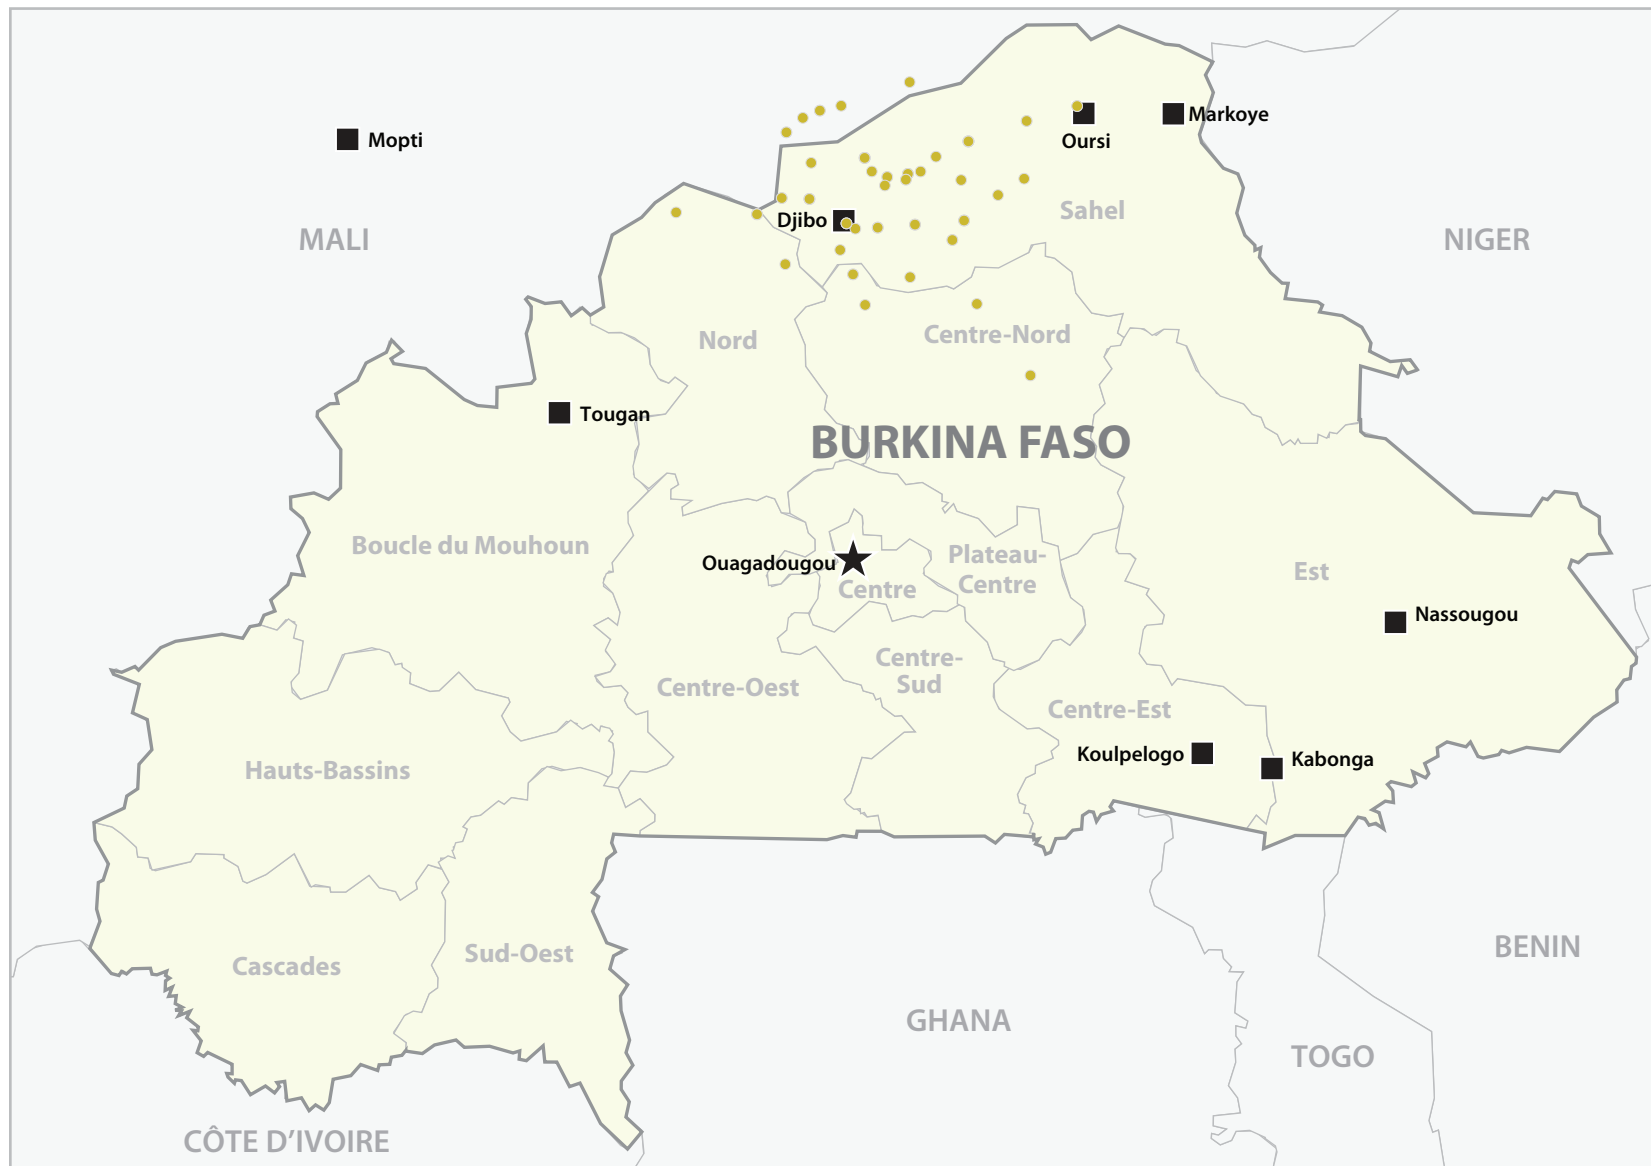 Markoye
Mopti
Oursi
Sahel
Djibo
MALI
NIGER
Centre-Nord
Nord
Tougan
BURKINA FASO
Boucle du Mouhoun
Plateau-
Centre
Ouagadougou
Est
Centre
Nassougou
Centre-
Sud
Centre-Oest
Centre-Est
Koulpelogo
Kabonga
Hauts-Bassins
BENIN
Sud-Oest
Cascades
GHANA
TOGO
CÔTE D'IVOIRE